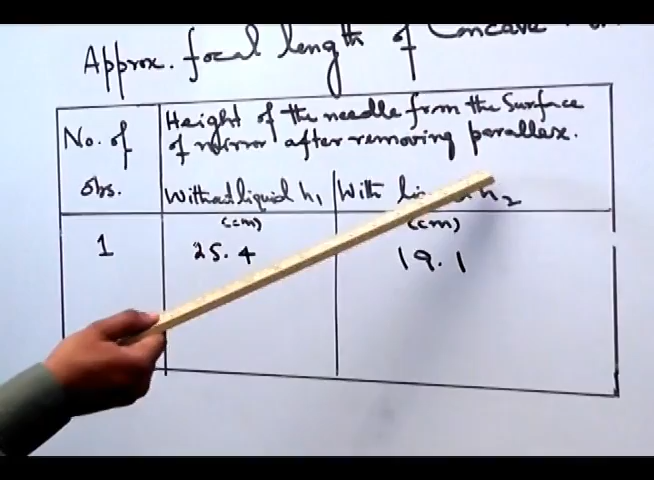 Approx. focal length of Concave
No. of obs.
Height of the needle from the Surface
of mirror after removing parallax.
Without liquid h₁
(cm)
With h₂
(cm)
1
25.4
19.1